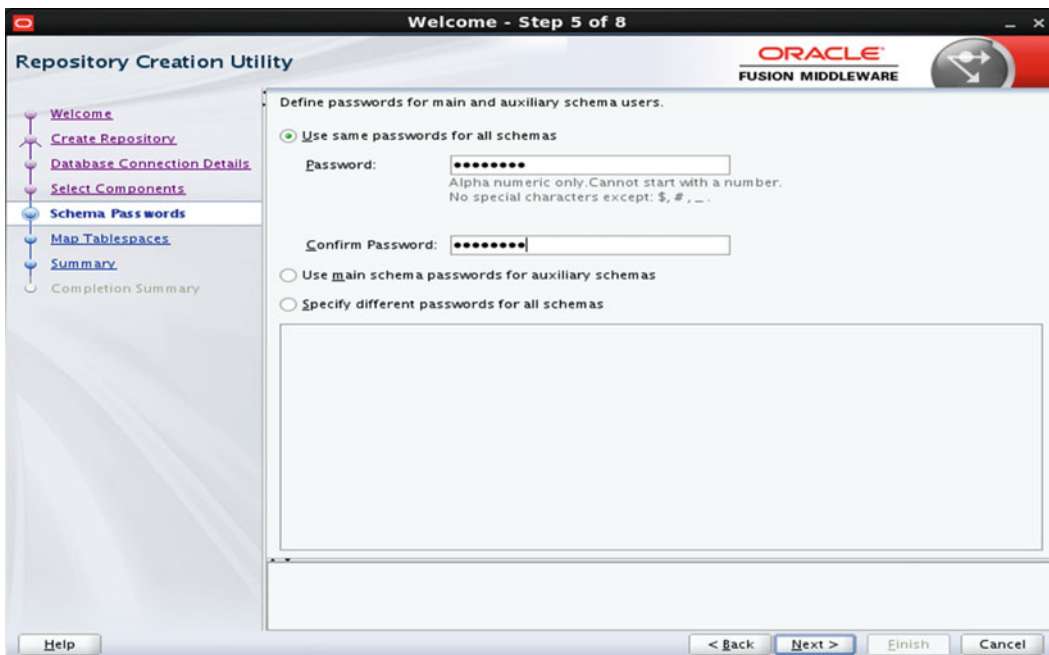 Welcome - Step 5 of 8
Repository Creation Utility
ORACLE
FUSION MIDDLEWARE
Welcome
Create Repository
Database Connection Details
Select Components
Schema Passwords
Map Tablespaces
Summary
Completion Summary
Define passwords for main and auxiliary schema users.
Use same passwords for all schemas
Password: ••••••••
Alpha numeric only.Cannot start with a number.
No special characters except: $, #, _ .
Confirm Password: ••••••••
Use main schema passwords for auxiliary schemas
Specify different passwords for all schemas
Help
< Back
Next >
Finish
Cancel